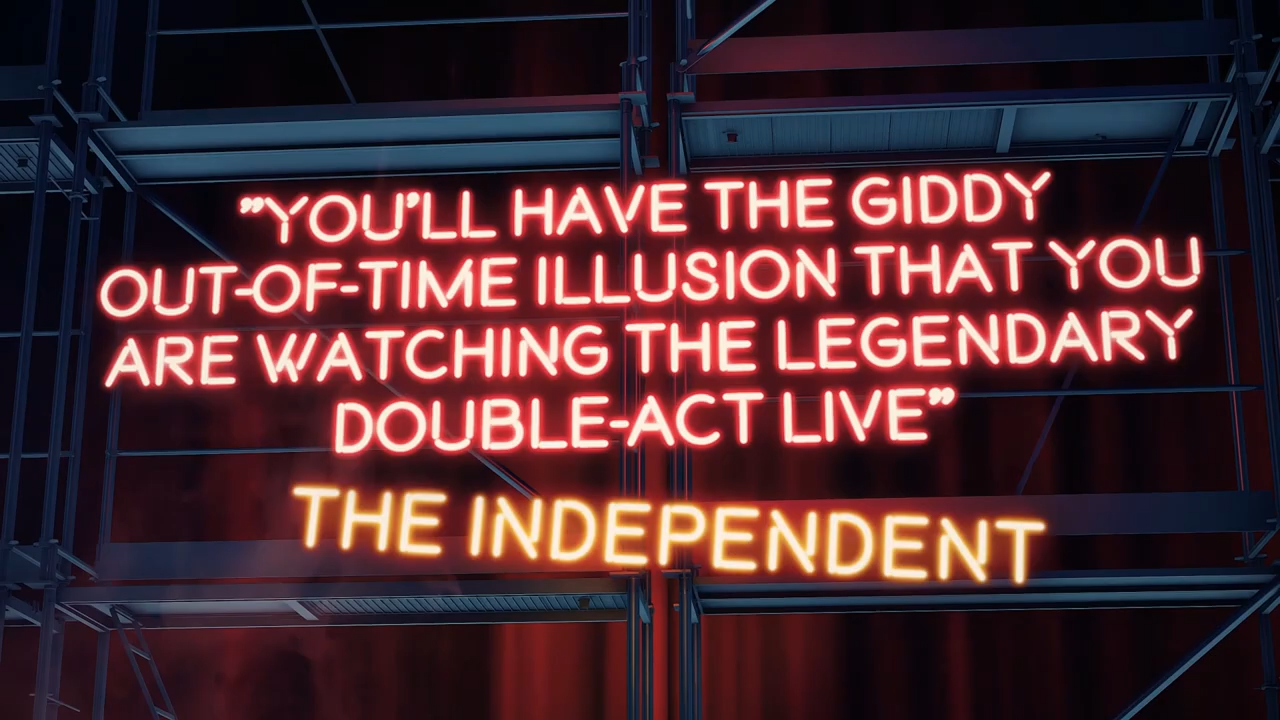 ”YOU’LL HAVE THE GIDDY
OUT-OF-TIME ILLUSION THAT YOU
ARE WATCHING THE LEGENDARY
DOUBLE-ACT LIVE”
THE INDEPENDENT